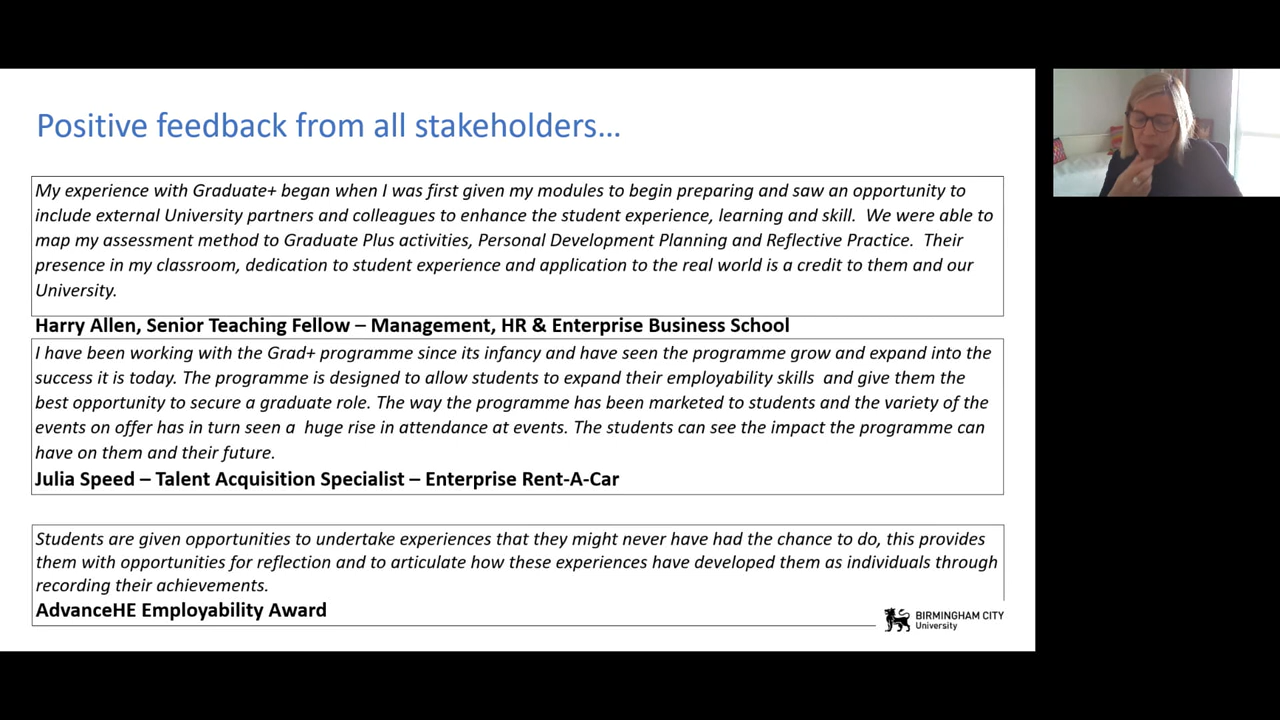 Positive feedback from all stakeholders…
My experience with Graduate+ began when I was first given my modules to begin preparing and saw an opportunity to
include external University partners and colleagues to enhance the student experience, learning and skill.  We were able to
map my assessment method to Graduate Plus activities, Personal Development Planning and Reflective Practice.  Their
presence in my classroom, dedication to student experience and application to the real world is a credit to them and our
University.
Harry Allen, Senior Teaching Fellow – Management, HR & Enterprise Business School
I have been working with the Grad+ programme since its infancy and have seen the programme grow and expand into the
success it is today. The programme is designed to allow students to expand their employability skills  and give them the
best opportunity to secure a graduate role. The way the programme has been marketed to students and the variety of the
events on offer has in turn seen a  huge rise in attendance at events. The students can see the impact the programme can
have on them and their future.
Julia Speed – Talent Acquisition Specialist – Enterprise Rent-A-Car
Students are given opportunities to undertake experiences that they might never have had the chance to do, this provides
them with opportunities for reflection and to articulate how these experiences have developed them as individuals through
recording their achievements.
AdvanceHE Employability Award
BIRMINGHAM CITY
University